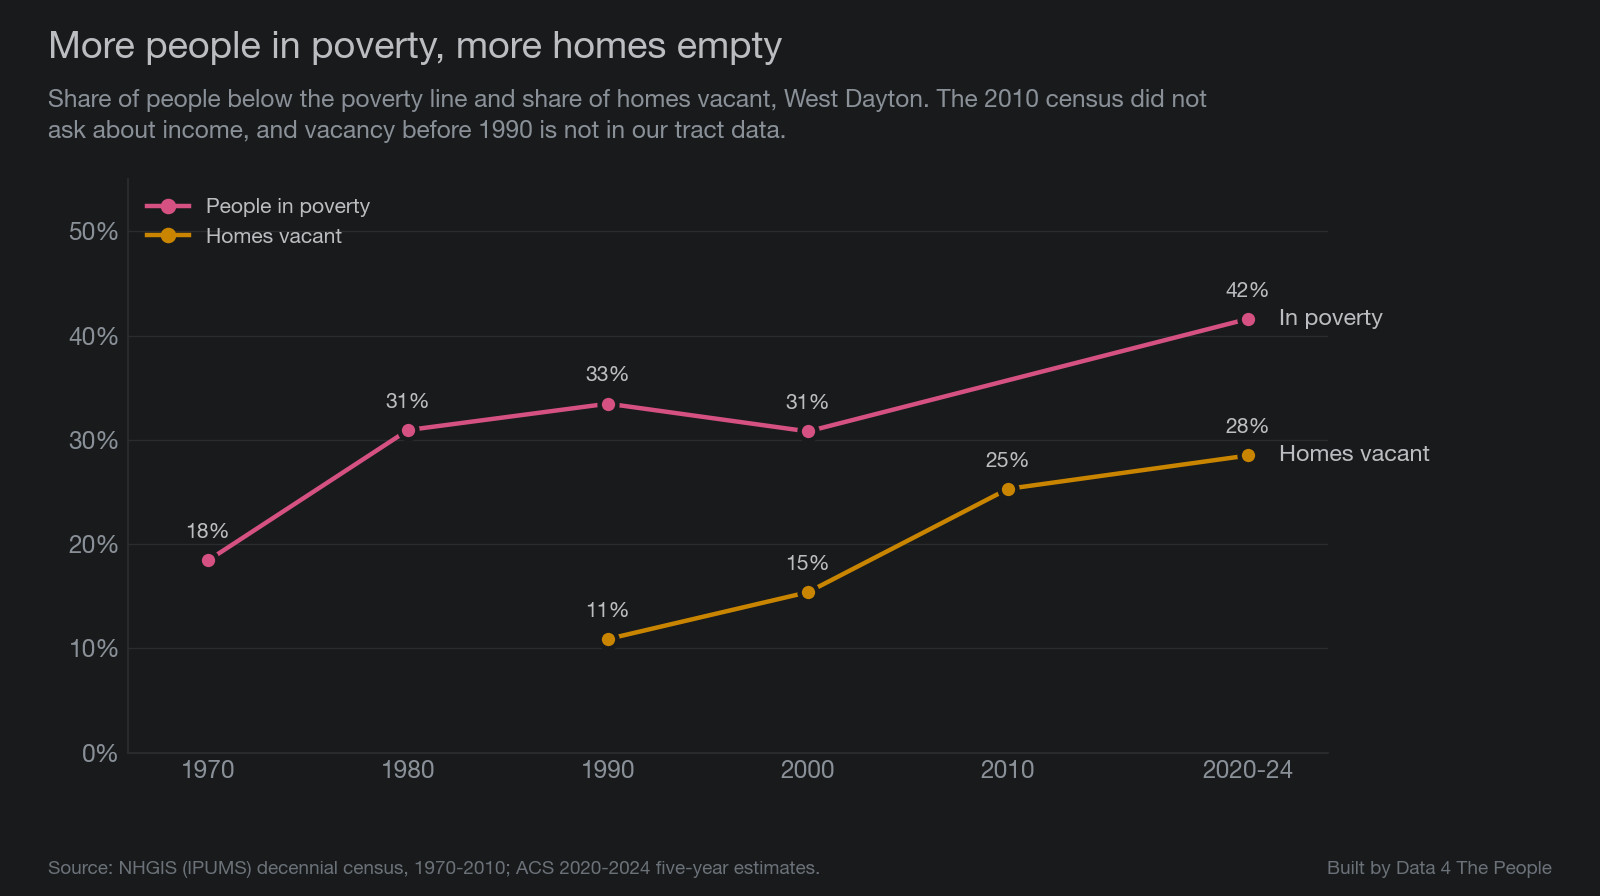 More people in poverty, more homes empty
Share of people below the poverty line and share of homes vacant, West Dayton. The 2010 census did not
ask about income, and vacancy before 1990 is not in our tract data.
People in poverty
Homes vacant
50%
40%
30%
20%
10%
0%
18%
31%
33%
31%
42%
In poverty
11%
15%
25%
28%
Homes vacant
1970
1980
1990
2000
2010
2020-24
Source: NHGIS (IPUMS) decennial census, 1970-2010; ACS 2020-2024 five-year estimates.
Built by Data 4 The People